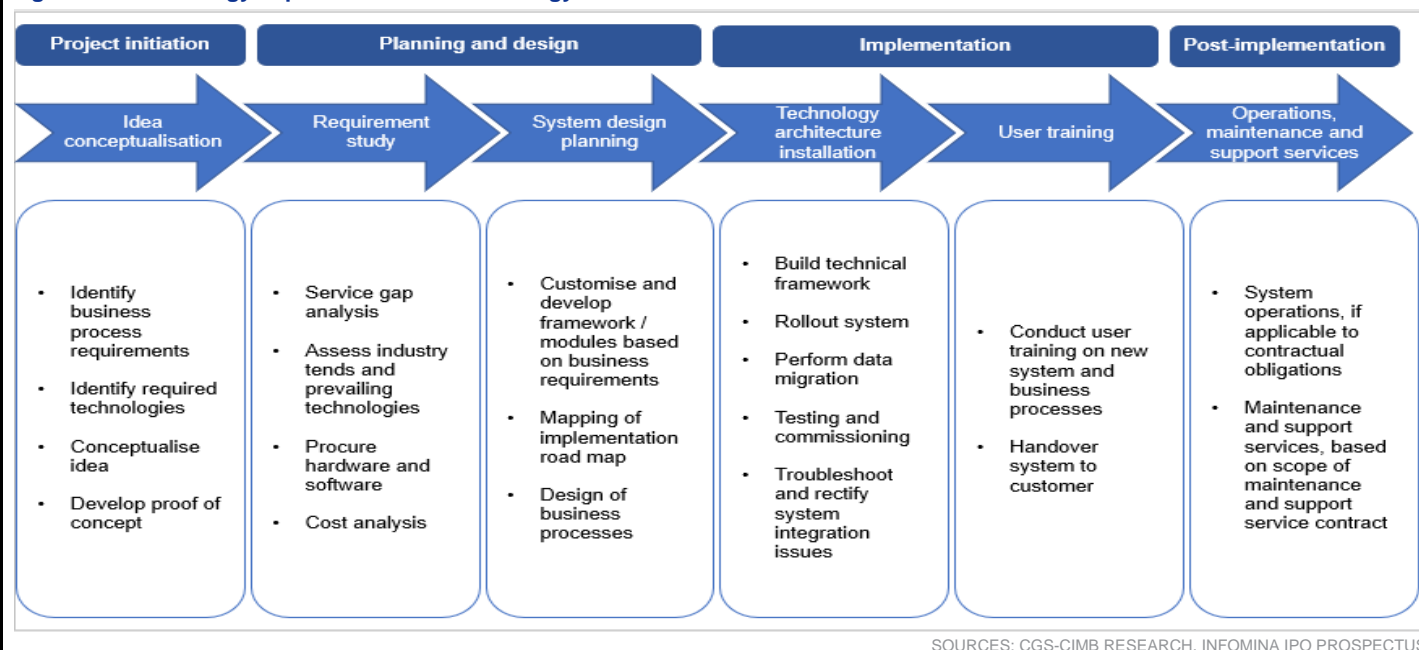 Project initiation
Planning and design
Implementation
Post-implementation
Idea
conceptualisation
Requirement
study
System design
planning
Technology
architecture
installation
User training
Operations,
maintenance and
support services
• Identify
business
process
requirements
• Identify required
technologies
• Conceptualise
idea
• Develop proof of
concept
• Service gap
analysis
• Assess industry
tends and
prevailing
technologies
• Procure
hardware and
software
• Cost analysis
• Customise and
develop
framework /
modules based
on business
requirements
• Mapping of
implementation
road map
• Design of
business
processes
• Build technical
framework
• Rollout system
• Perform data
migration
• Testing and
commissioning
• Troubleshoot
and rectify
system
integration
issues
• Conduct user
training on new
system and
business
processes
• Handover
system to
customer
• System
operations, if
applicable to
contractual
obligations
• Maintenance
and support
services, based
on scope of
maintenance
and support
service contract
SOURCES: CGS-CIMB RESEARCH, INFOMINA IPO PROSPECTUS